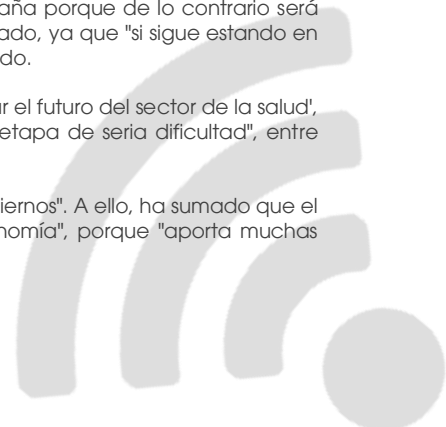 aña porque de lo contrario será
ado, ya que "si sigue estando en
do.
ar el futuro del sector de la salud',
etapa de seria dificultad", entre
iernos". A ello, ha sumado que el
nomía", porque "aporta muchas